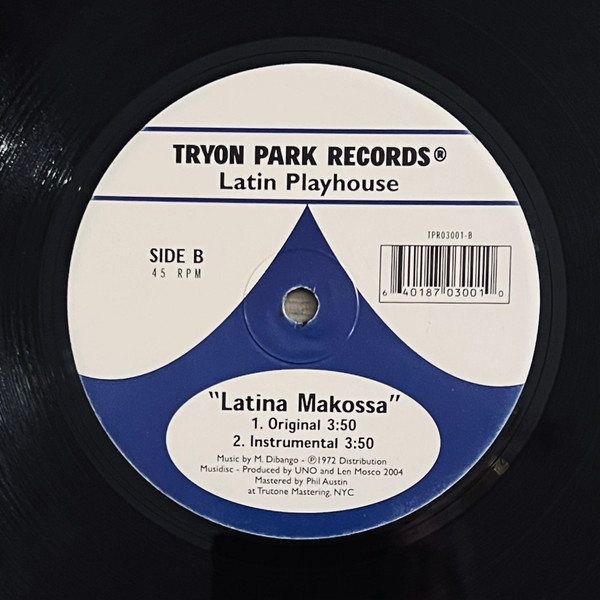 TRYON PARK RECORDS®
Latin Playhouse
TPR03001-B
SIDE B
45 RPM
6 40187 03001 0
"Latina Makossa"
1. Original 3:50
2. Instrumental 3:50
Music by M. Dibango - ℗1972 Distribution
Musidisc - Produced by UNO and Len Mosco 2004
Mastered by Phil Austin
at Trutone Mastering, NYC